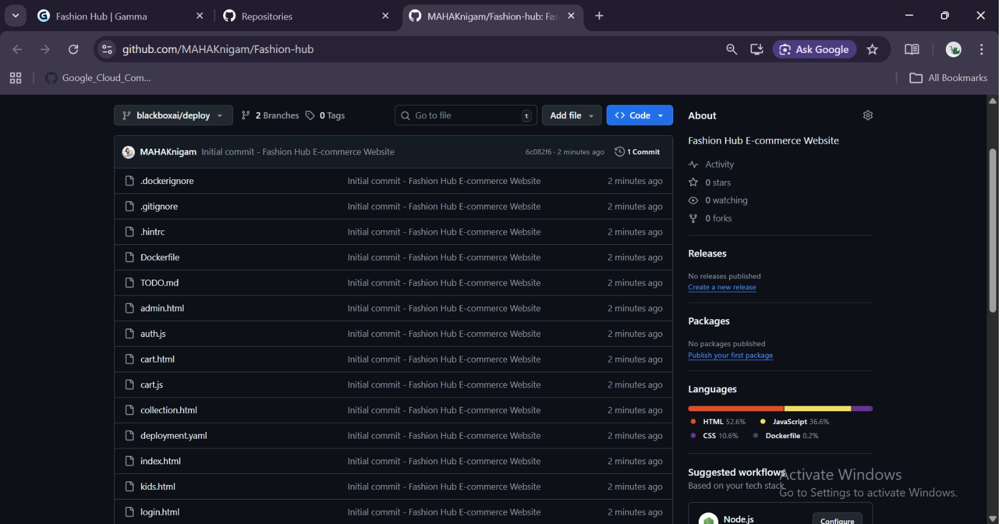 Fashion Hub | Gamma
Repositories
MAHAKnigam/Fashion-hub: Fas
github.com/MAHAKnigam/Fashion-hub
Ask Google
Google_Cloud_Com...
All Bookmarks
blackboxai/deploy
2 Branches
0 Tags
Go to file
t
Add file
Code
MAHAKnigam Initial commit - Fashion Hub E-commerce Website 6c082f6 · 2 minutes ago 1 Commit
.dockerignore Initial commit - Fashion Hub E-commerce Website 2 minutes ago
.gitignore Initial commit - Fashion Hub E-commerce Website 2 minutes ago
.hintrc Initial commit - Fashion Hub E-commerce Website 2 minutes ago
Dockerfile Initial commit - Fashion Hub E-commerce Website 2 minutes ago
TODO.md Initial commit - Fashion Hub E-commerce Website 2 minutes ago
admin.html Initial commit - Fashion Hub E-commerce Website 2 minutes ago
auth.js Initial commit - Fashion Hub E-commerce Website 2 minutes ago
cart.html Initial commit - Fashion Hub E-commerce Website 2 minutes ago
cart.js Initial commit - Fashion Hub E-commerce Website 2 minutes ago
collection.html Initial commit - Fashion Hub E-commerce Website 2 minutes ago
deployment.yaml Initial commit - Fashion Hub E-commerce Website 2 minutes ago
index.html Initial commit - Fashion Hub E-commerce Website 2 minutes ago
kids.html Initial commit - Fashion Hub E-commerce Website 2 minutes ago
login.html Initial commit - Fashion Hub E-commerce Website 2 minutes ago
About
Fashion Hub E-commerce Website
Activity
0 stars
0 watching
0 forks
Releases
No releases published
Create a new release
Packages
No packages published
Publish your first package
Languages
HTML 52.6% JavaScript 36.6%
CSS 10.6% Dockerfile 0.2%
Suggested workflows
Based on your tech stack
Node.js
Configure
Activate Windows
Go to Settings to activate Windows.